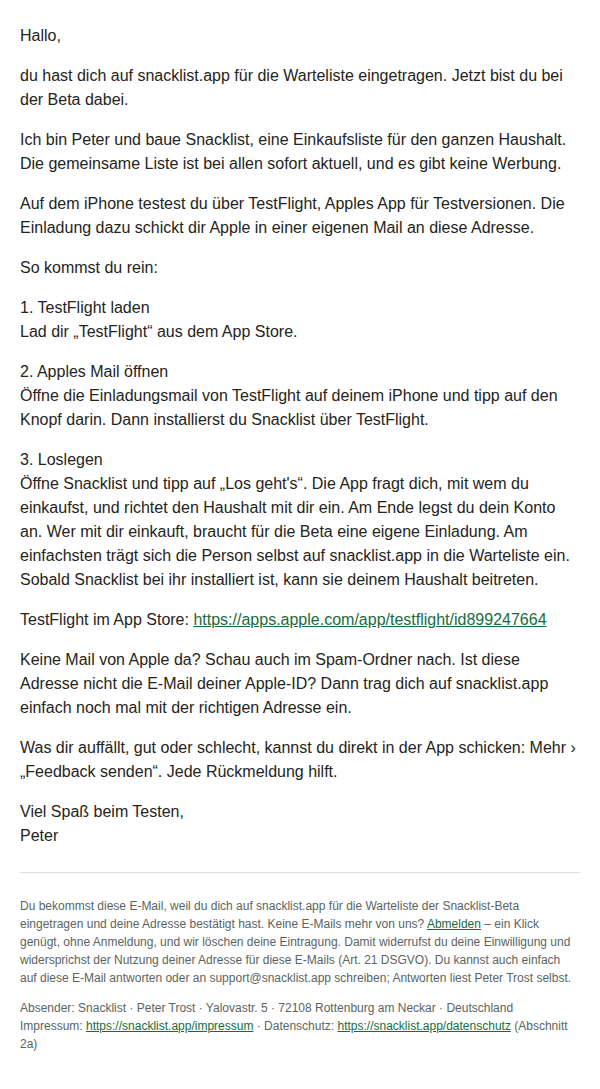 Hallo,
du hast dich auf snacklist.app für die Warteliste eingetragen. Jetzt bist du bei
der Beta dabei.
Ich bin Peter und baue Snacklist, eine Einkaufsliste für den ganzen Haushalt.
Die gemeinsame Liste ist bei allen sofort aktuell, und es gibt keine Werbung.
Auf dem iPhone testest du über TestFlight, Apples App für Testversionen. Die
Einladung dazu schickt dir Apple in einer eigenen Mail an diese Adresse.
So kommst du rein:
1. TestFlight laden
Lad dir „TestFlight“ aus dem App Store.
2. Apples Mail öffnen
Öffne die Einladungsmail von TestFlight auf deinem iPhone und tipp auf den
Knopf darin. Dann installierst du Snacklist über TestFlight.
3. Loslegen
Öffne Snacklist und tipp auf „Los geht's“. Die App fragt dich, mit wem du
einkaufst, und richtet den Haushalt mit dir ein. Am Ende legst du dein Konto
an. Wer mit dir einkauft, braucht für die Beta eine eigene Einladung. Am
einfachsten trägt sich die Person selbst auf snacklist.app in die Warteliste ein.
Sobald Snacklist bei ihr installiert ist, kann sie deinem Haushalt beitreten.
TestFlight im App Store: https://apps.apple.com/app/testflight/id899247664
Keine Mail von Apple da? Schau auch im Spam-Ordner nach. Ist diese
Adresse nicht die E-Mail deiner Apple-ID? Dann trag dich auf snacklist.app
einfach noch mal mit der richtigen Adresse ein.
Was dir auffällt, gut oder schlecht, kannst du direkt in der App schicken: Mehr ›
„Feedback senden“. Jede Rückmeldung hilft.
Viel Spaß beim Testen,
Peter
Du bekommst diese E-Mail, weil du dich auf snacklist.app für die Warteliste der Snacklist-Beta
eingetragen und deine Adresse bestätigt hast. Keine E-Mails mehr von uns? Abmelden – ein Klick
genügt, ohne Anmeldung, und wir löschen deine Eintragung. Damit widerrufst du deine Einwilligung und
widersprichst der Nutzung deiner Adresse für diese E-Mails (Art. 21 DSGVO). Du kannst auch einfach
auf diese E-Mail antworten oder an support@snacklist.app schreiben; Antworten liest Peter Trost selbst.
Absender: Snacklist · Peter Trost · Yalovastr. 5 · 72108 Rottenburg am Neckar · Deutschland
Impressum: https://snacklist.app/impressum · Datenschutz: https://snacklist.app/datenschutz (Abschnitt
2a)